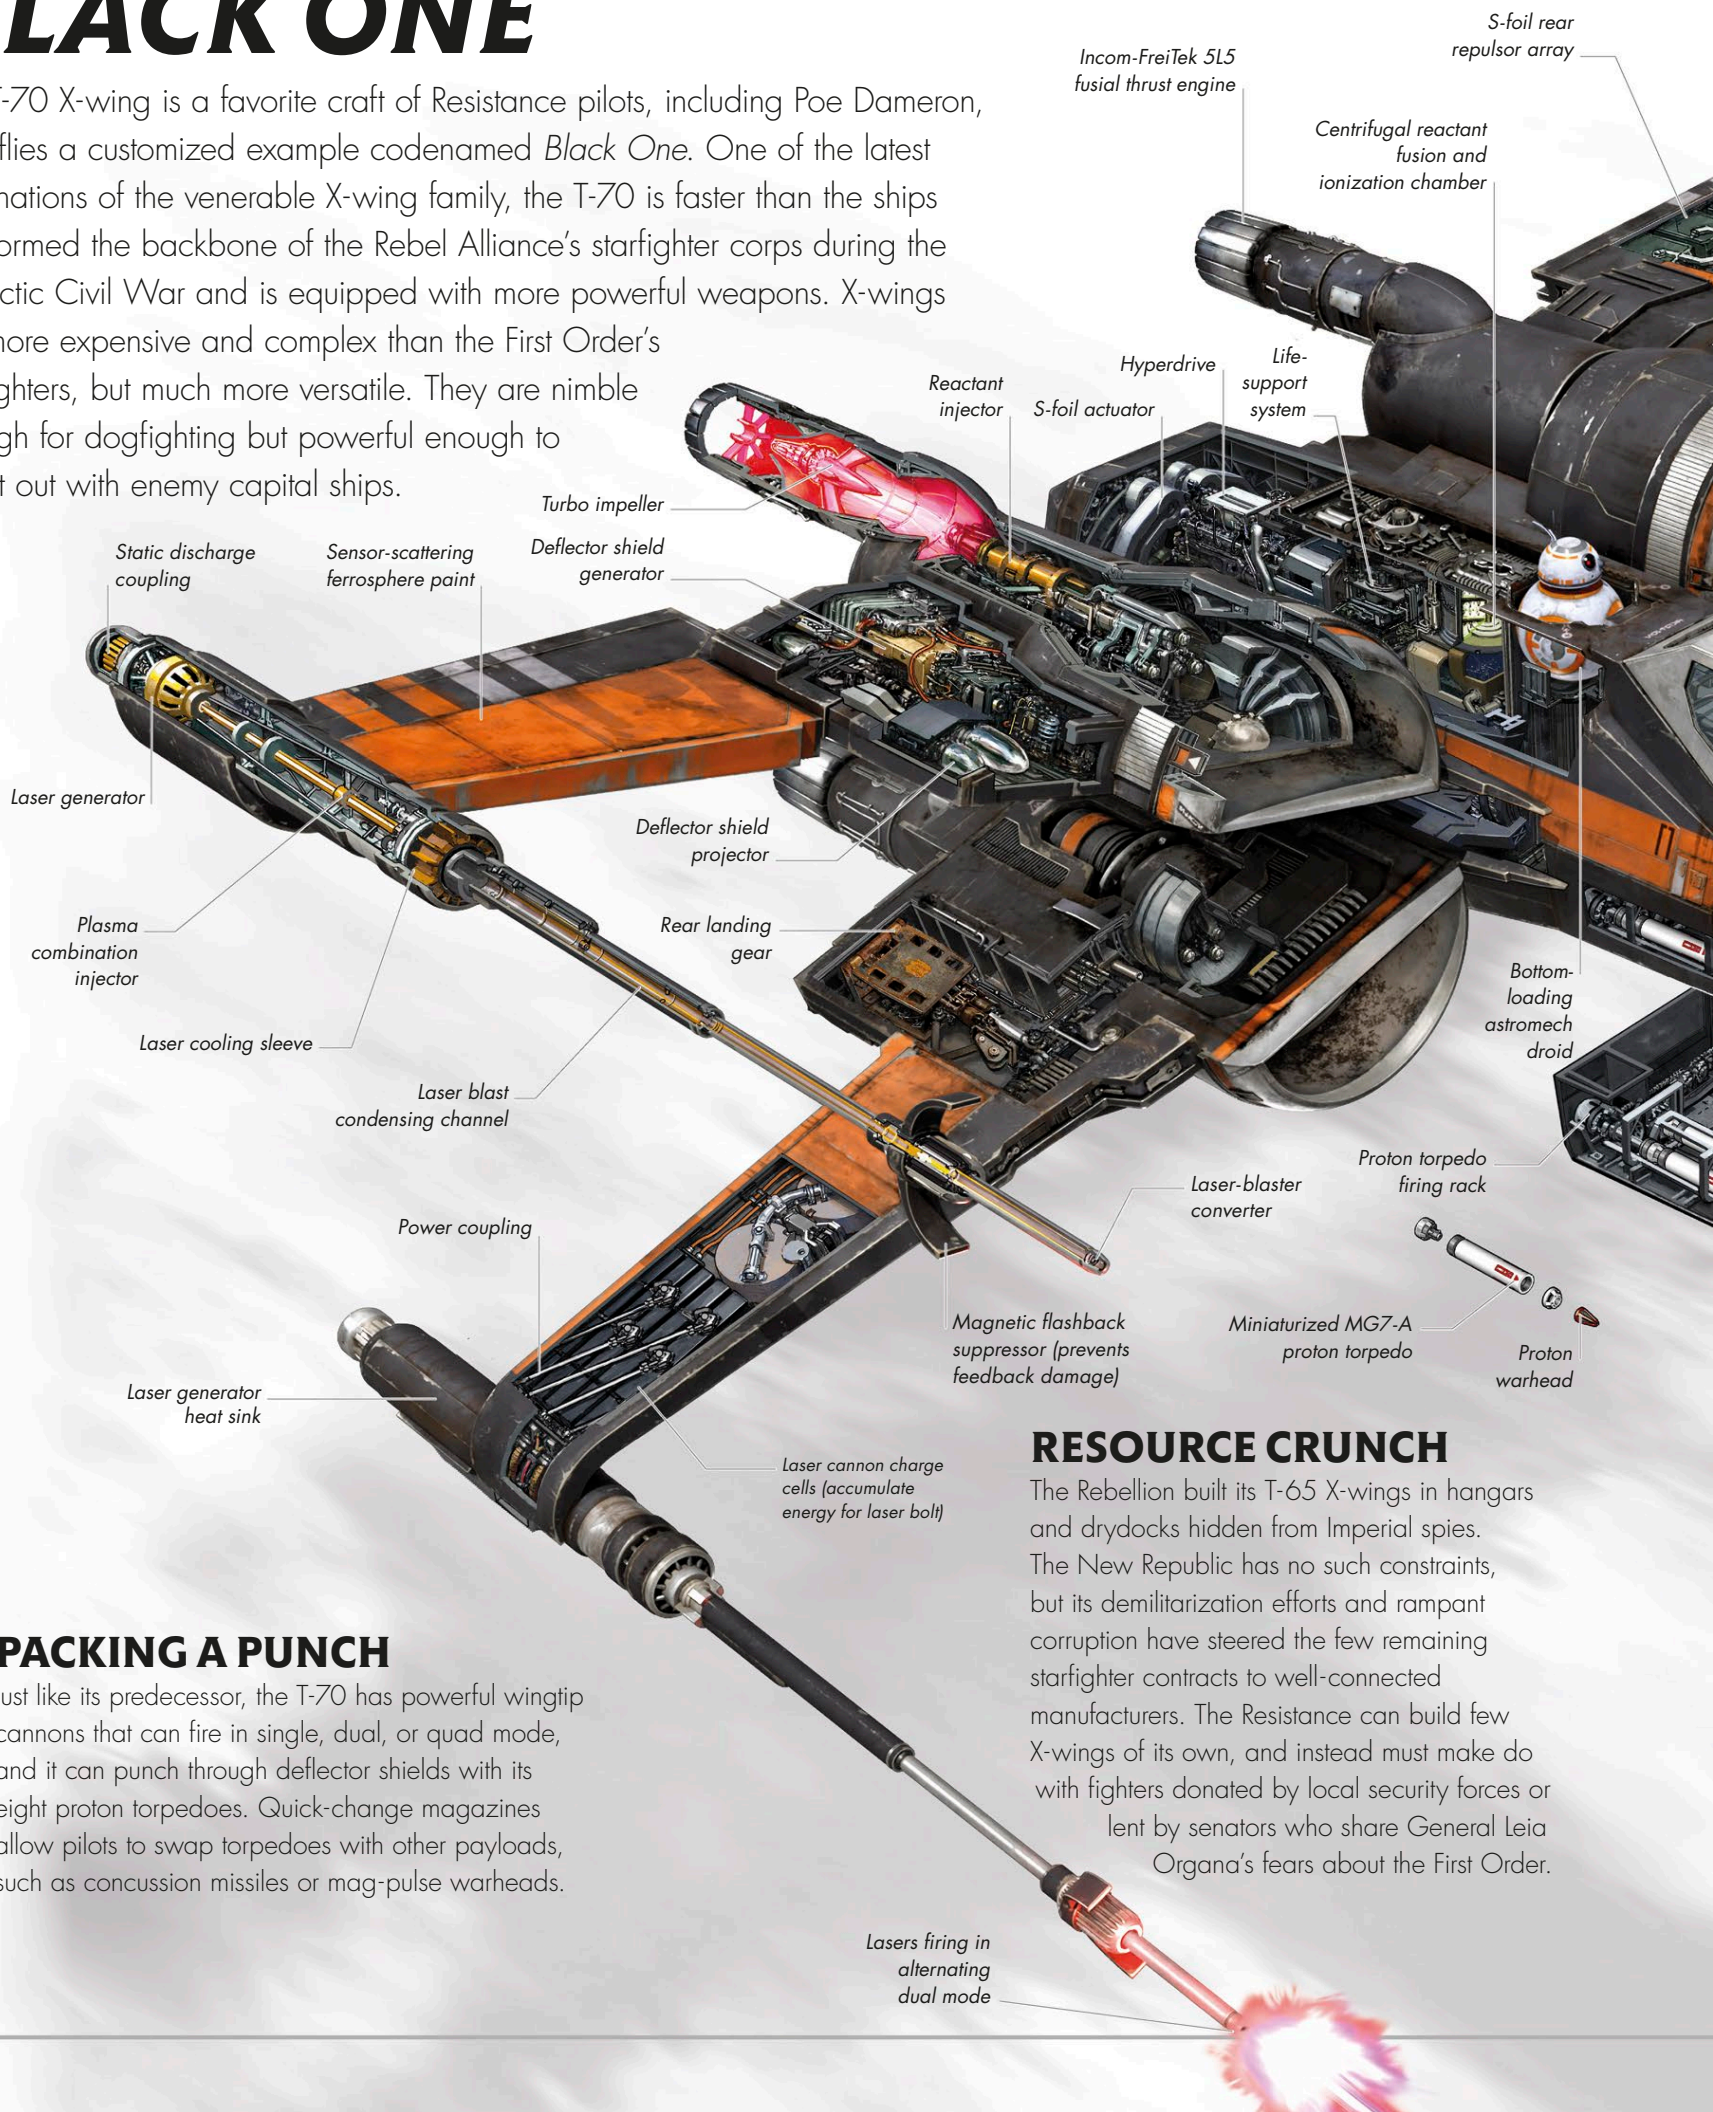 LACK ONE
-70 X-wing is a favorite craft of Resistance pilots, including Poe Dameron,
flies a customized example codenamed Black One. One of the latest
nations of the venerable X-wing family, the T-70 is faster than the ships
ormed the backbone of the Rebel Alliance's starfighter corps during the
ctic Civil War and is equipped with more powerful weapons. X-wings
nore expensive and complex than the First Order's
ghters, but much more versatile. They are nimble
gh for dogfighting but powerful enough to
t out with enemy capital ships.
S-foil rear
repulsor array
Incom-FreiTek 5L5
fusial thrust engine
Centrifugal reactant
fusion and
ionization chamber
Hyperdrive
Life-
support
system
Reactant
injector
S-foil actuator
Turbo impeller
Deflector shield
generator
Static discharge
coupling
Sensor-scattering
ferrosphere paint
Laser generator
Deflector shield
projector
Plasma
combination
injector
Rear landing
gear
Bottom-
loading
astromech
droid
Laser cooling sleeve
Laser blast
condensing channel
Proton torpedo
firing rack
Laser-blaster
converter
Power coupling
Magnetic flashback
suppressor (prevents
feedback damage)
Miniaturized MG7-A
proton torpedo
Proton
warhead
Laser generator
heat sink
Laser cannon charge
cells (accumulate
energy for laser bolt)
RESOURCE CRUNCH
The Rebellion built its T-65 X-wings in hangars
and drydocks hidden from Imperial spies.
The New Republic has no such constraints,
but its demilitarization efforts and rampant
corruption have steered the few remaining
starfighter contracts to well-connected
manufacturers. The Resistance can build few
X-wings of its own, and instead must make do
with fighters donated by local security forces or
lent by senators who share General Leia
Organa's fears about the First Order.
PACKING A PUNCH
ust like its predecessor, the T-70 has powerful wingtip
cannons that can fire in single, dual, or quad mode,
and it can punch through deflector shields with its
eight proton torpedoes. Quick-change magazines
allow pilots to swap torpedoes with other payloads,
such as concussion missiles or mag-pulse warheads.
Lasers firing in
alternating
dual mode